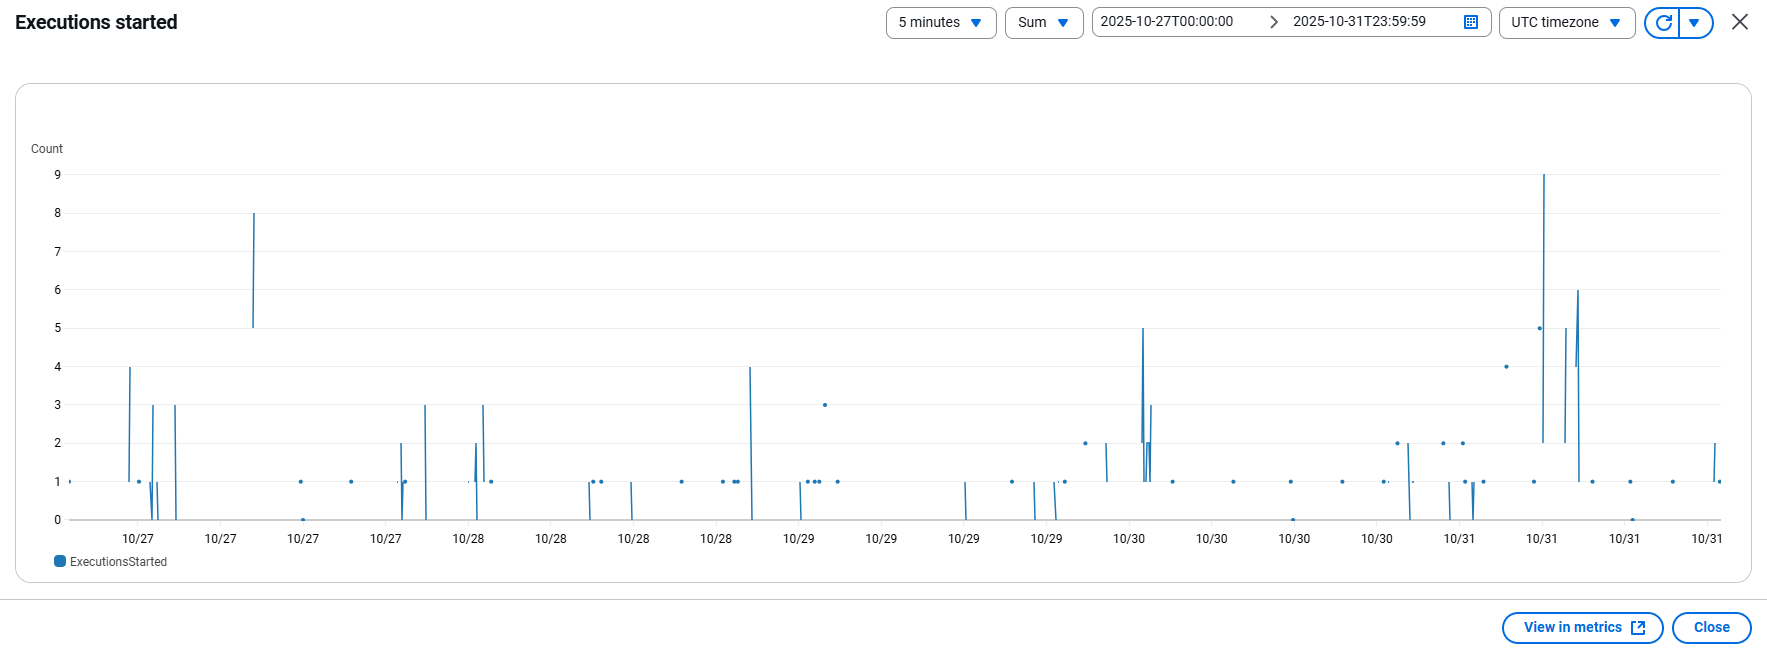 Executions started
5 minutes
Sum
2025-10-27T00:00:00
2025-10-31T23:59:59
UTC timezone
Count
9
8
7
6
5
4
3
2
1
0
10/27 10/27 10/27 10/27 10/28 10/28 10/28 10/28 10/29 10/29 10/29 10/29 10/30 10/30 10/30 10/30 10/31 10/31 10/31 10/31
ExecutionsStarted
View in metrics
Close